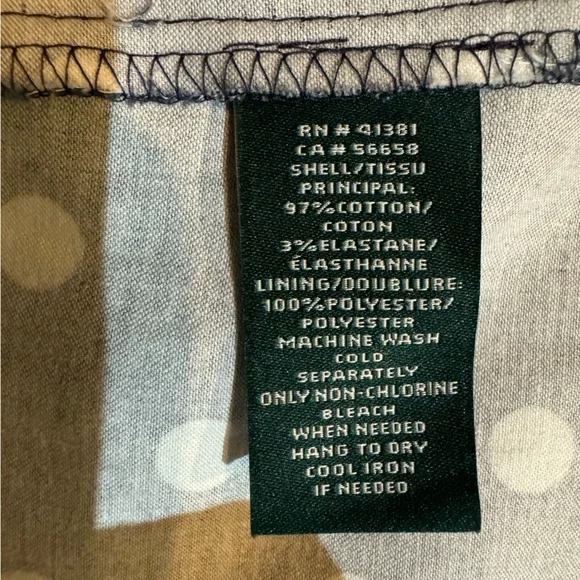 RN # 41381
CA # 56658
SHELL/TISSU
PRINCIPAL:
97%COTTON/
COTON
3%ELASTANE/
ÉLASTHANNE
LINING/DOUBLURE:
100%POLYESTER/
POLYESTER
MACHINE WASH
COLD
SEPARATELY
ONLY NON-CHLORINE
BLEACH
WHEN NEEDED
HANG TO DRY
COOL IRON
IF NEEDED